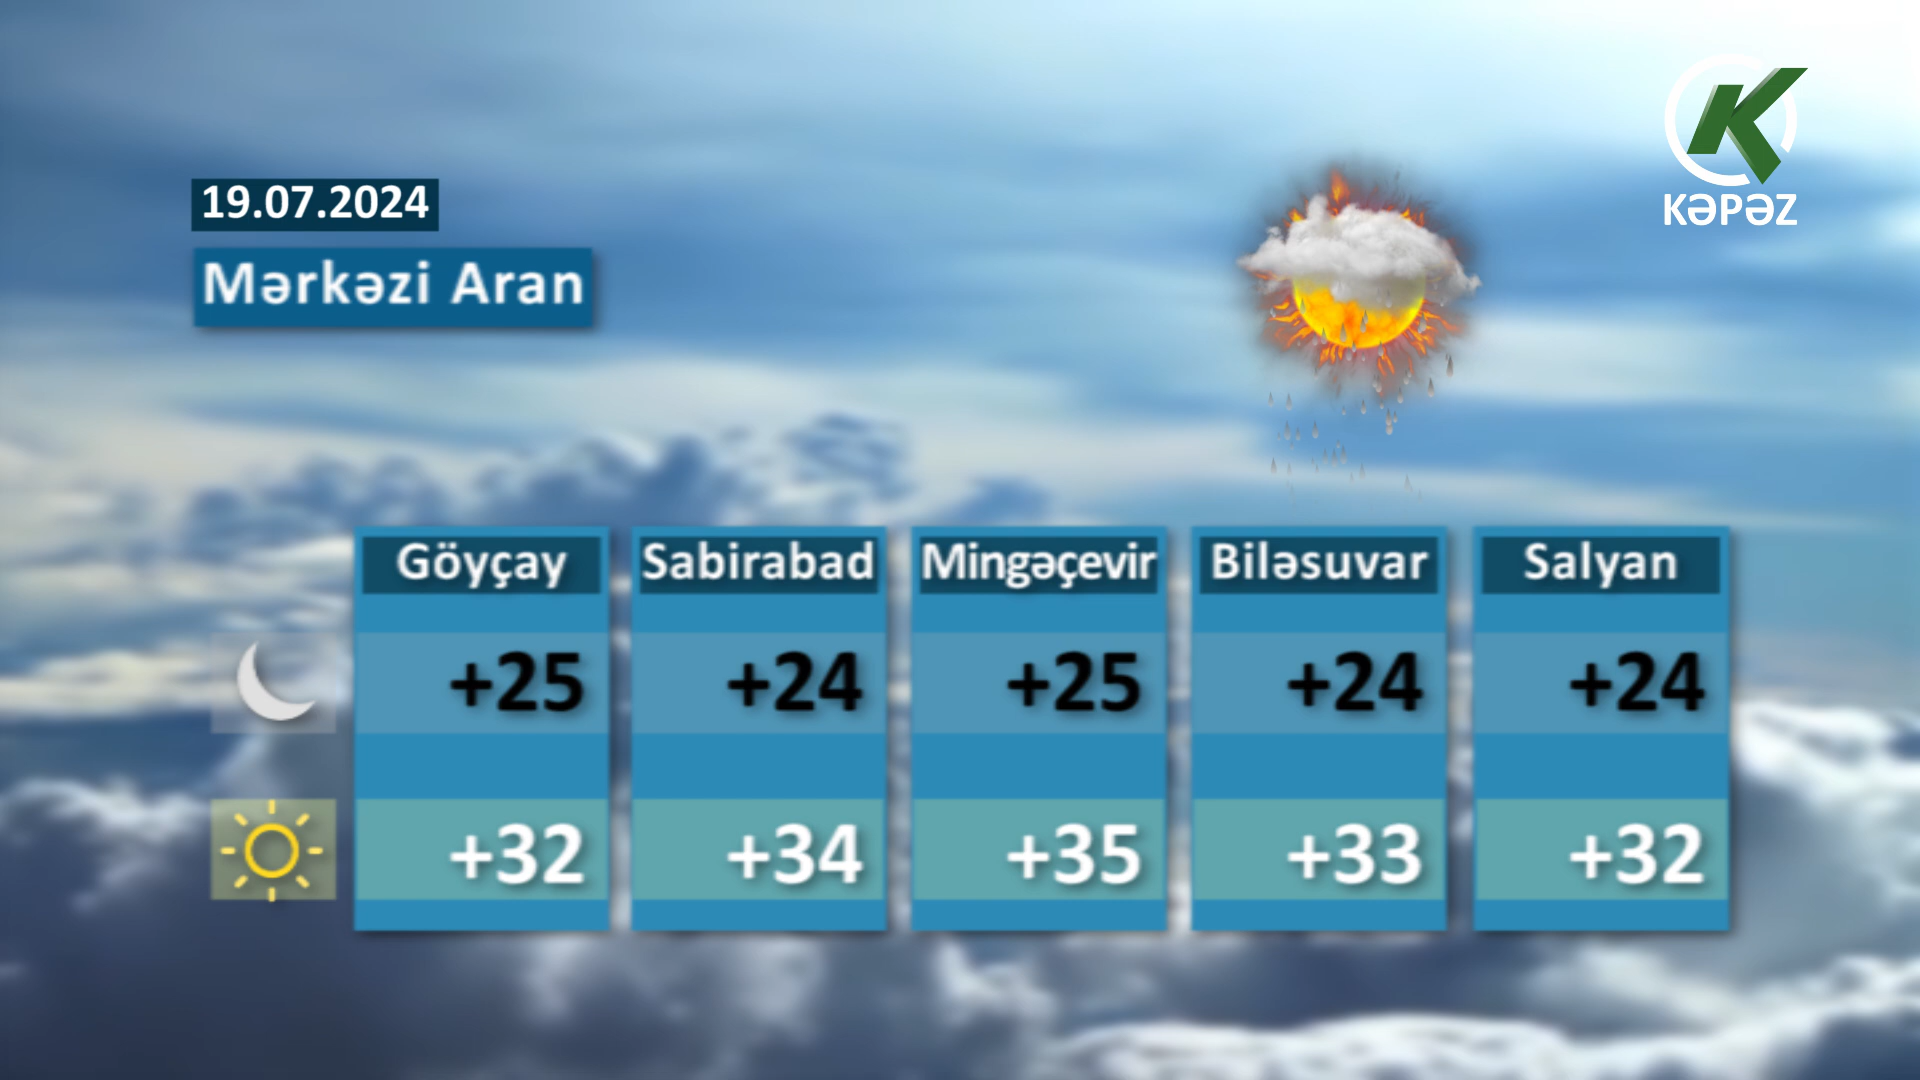 KƏPƏZ
19.07.2024
Mərkəzi Aran
Göyçay Sabirabad Mingəçevir Biləsuvar Salyan
+25 +24 +25 +24 +24
+32 +34 +35 +33 +32